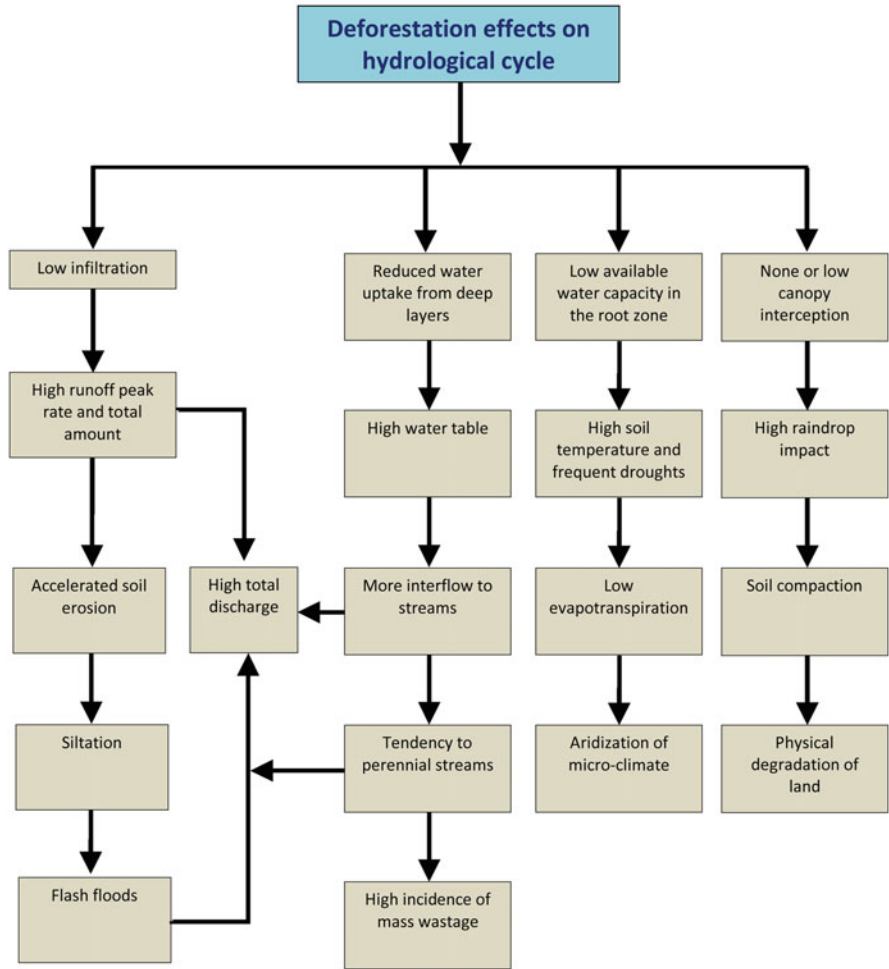 Deforestation effects on
hydrological cycle
Low infiltration
Reduced water
uptake from deep
layers
Low available
water capacity in
the root zone
None or low
canopy
interception
High runoff peak
rate and total
amount
High water table
High soil
temperature and
frequent droughts
High raindrop
impact
Accelerated soil
erosion
High total
discharge
More interflow to
streams
Low
evapotranspiration
Soil compaction
Siltation
Tendency to
perennial streams
Aridization of
micro-climate
Physical
degradation of
land
Flash floods
High incidence of
mass wastage